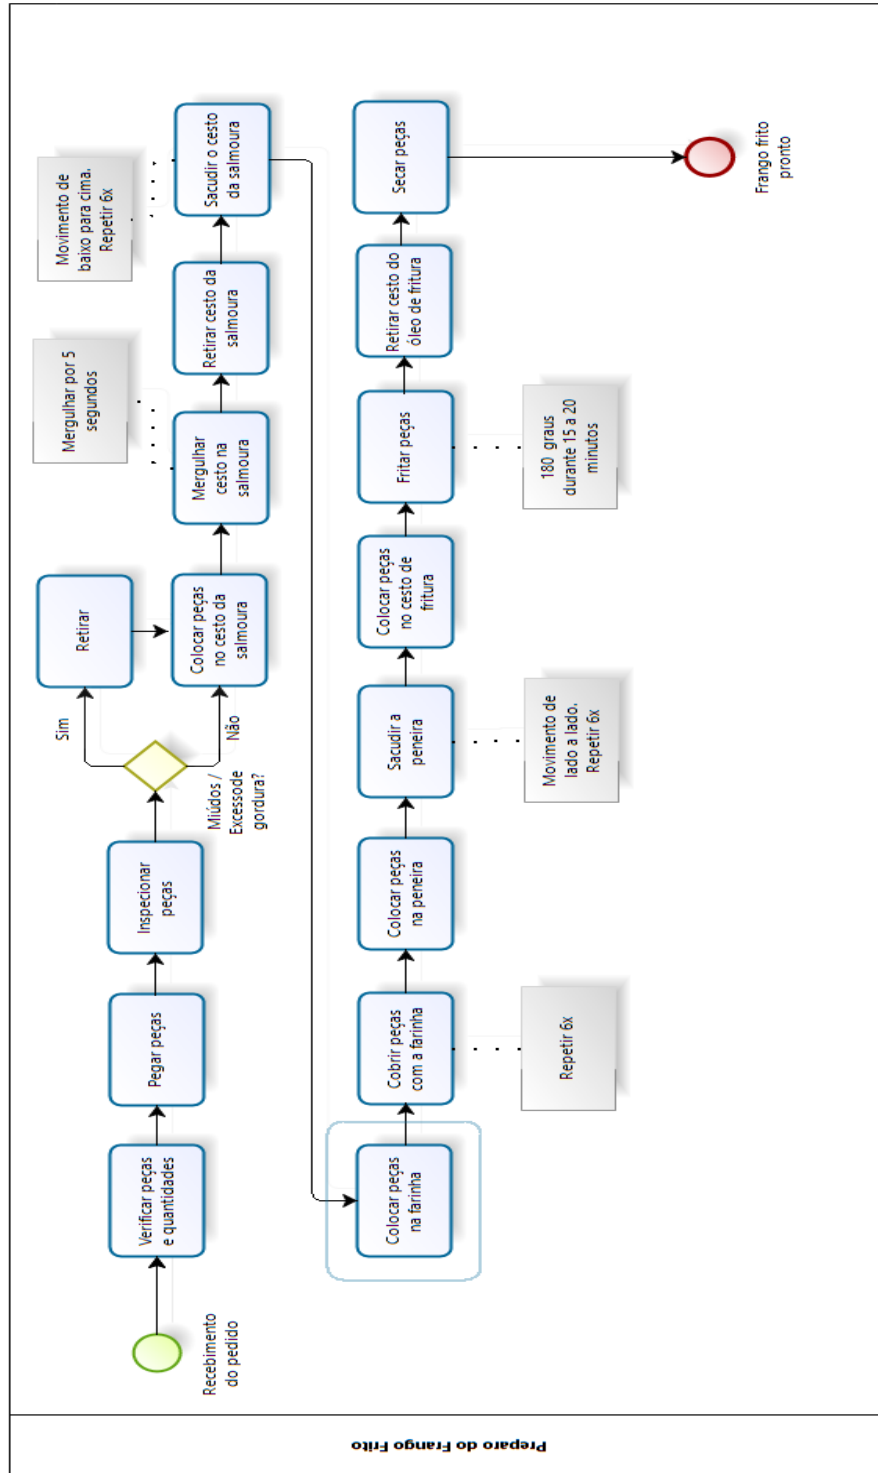 Preparo do Frango Frito
Recebimento
do pedido
Verificar peças
e quantidades
Pegar peças
Inspecionar
peças
Miúdos /
Excessode
gordura?
Sim
Não
Retirar
Colocar peças
no cesto da
salmoura
Mergulhar
cesto na
salmoura
Mergulhar por 5
segundos
Retirar cesto da
salmoura
Sacudir o cesto
da salmoura
Movimento de
baixo para cima.
Repetir 6x
Colocar peças
na farinha
Cobrir peças
com a farinha
Repetir 6x
Colocar peças
na peneira
Sacudir a
peneira
Movimento de
lado a lado.
Repetir 6x
Colocar peças
no cesto de
fritura
Fritar peças
180 graus
durante 15 a 20
minutos
Retirar cesto do
óleo de fritura
Secar peças
Frango frito
pronto